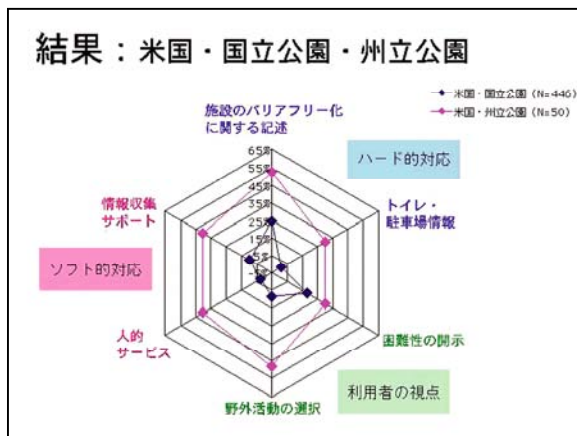 結果：米国・国立公園・州立公園
米国・国立公園（N=446）
米国・州立公園（N=50）
施設のバリアフリー化
に関する記述
ハード的対応
65%
55%
45%
35%
25%
15%
5%
-5%
情報収集
サポート
トイレ・
駐車場情報
ソフト的対応
人的
サービス
困難性の開示
野外活動の選択
利用者の視点